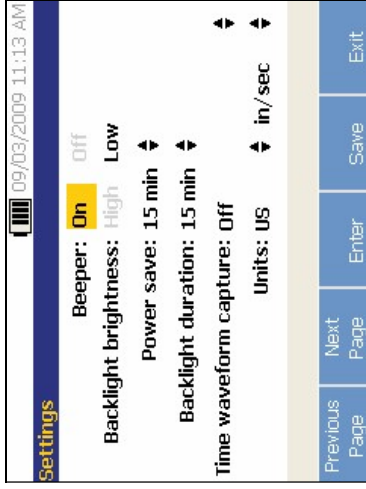 09/03/2009 11:13 AM
Settings
Beeper: On Off
Backlight brightness: High Low
Power save: 15 min
Backlight duration: 15 min
Time waveform capture: Off
Units: US in/sec
Previous Page Next Page Enter Save Exit